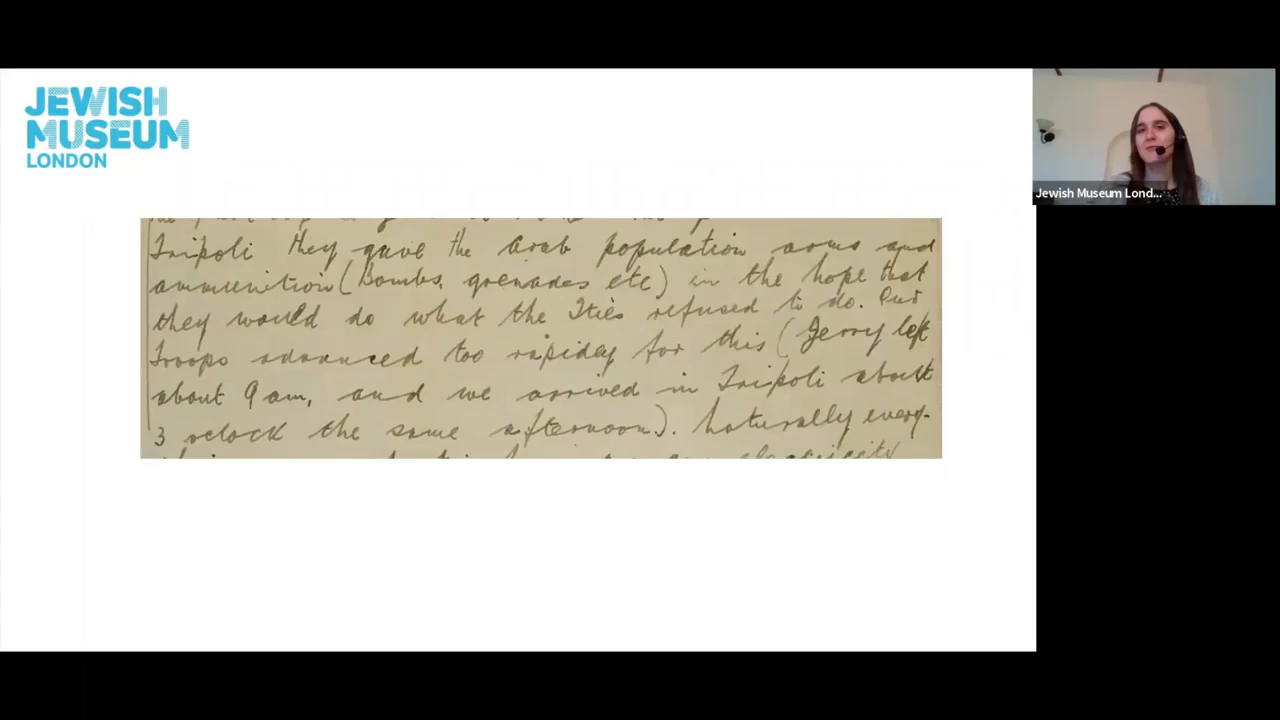 JEWISH
MUSEUM
LONDON
Jewish Museum Lond...
Tripoli they gave the Arab population arms and
ammunition (Bombs, grenades etc) in the hope that
they would do what the Ities refused to do. Our
troops advanced too rapidly for this (Jerry left
about 9 am, and we arrived in Tripoli about
3 oclock the same afternoon). Naturally every-
electricity